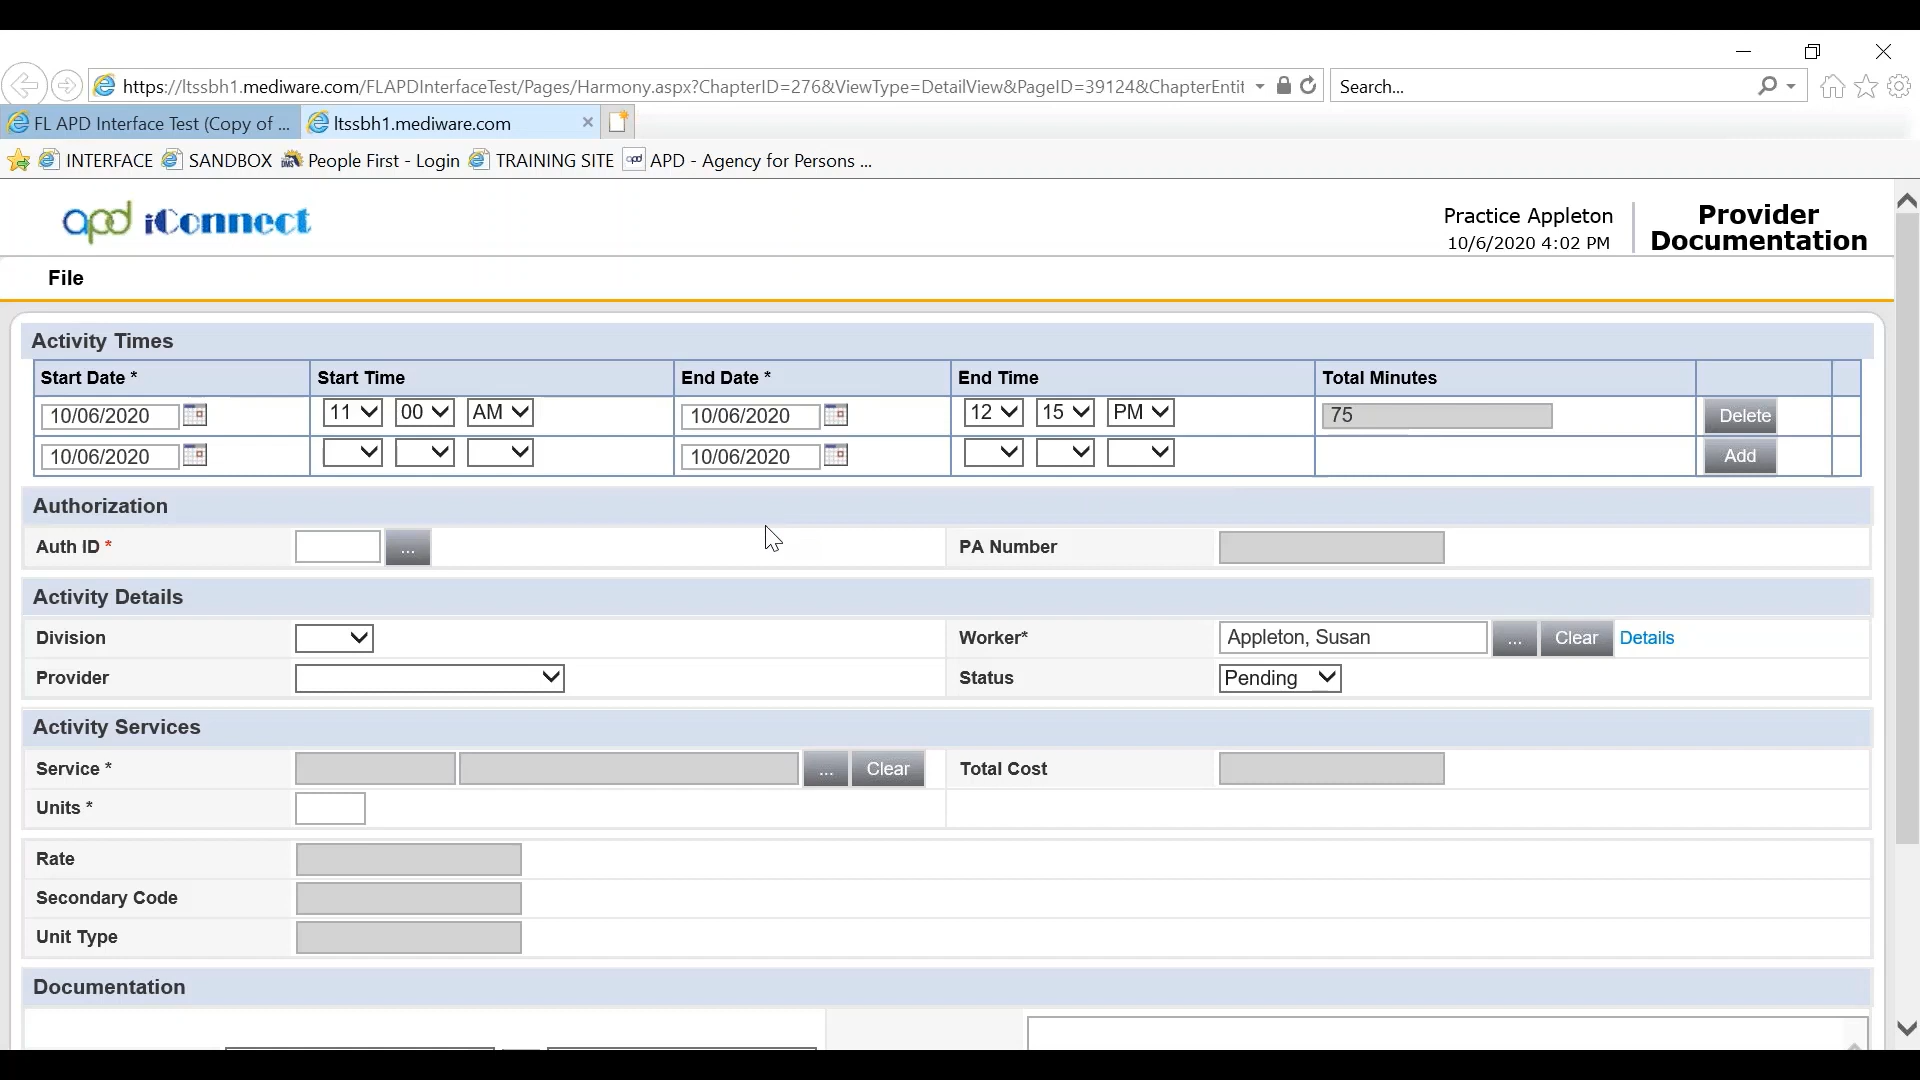 https://ltssbh1.mediware.com/FLAPDInterfaceTest/Pages/Harmony.aspx?ChapterID=276&ViewType=DetailView&PageID=39124&ChapterEntit
Search...
FL APD Interface Test (Copy of ...
ltssbh1.mediware.com
INTERFACE SANDBOX People First - Login TRAINING SITE APD - Agency for Persons ...
apd iConnect
Practice Appleton
10/6/2020 4:02 PM
Provider
Documentation
File
Activity Times
Start Date * Start Time End Date * End Time Total Minutes
10/06/2020 11 00 AM 10/06/2020 12 15 PM 75 Delete
10/06/2020 10/06/2020 Add
Authorization
Auth ID * ... PA Number
Activity Details
Division Worker* Appleton, Susan ... Clear Details
Provider Status Pending
Activity Services
Service * ... Clear Total Cost
Units *
Rate
Secondary Code
Unit Type
Documentation